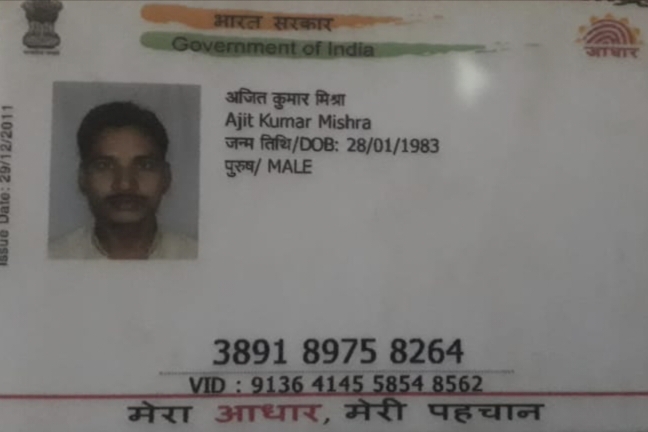 भारत सरकार
Government of India
आधार
Issue Date: 29/12/2011
अजित कुमार मिश्रा
Ajit Kumar Mishra
जन्म तिथि/DOB: 28/01/1983
पुरुष/ MALE
3891 8975 8264
VID : 9136 4145 5854 8562
मेरा आधार, मेरी पहचान